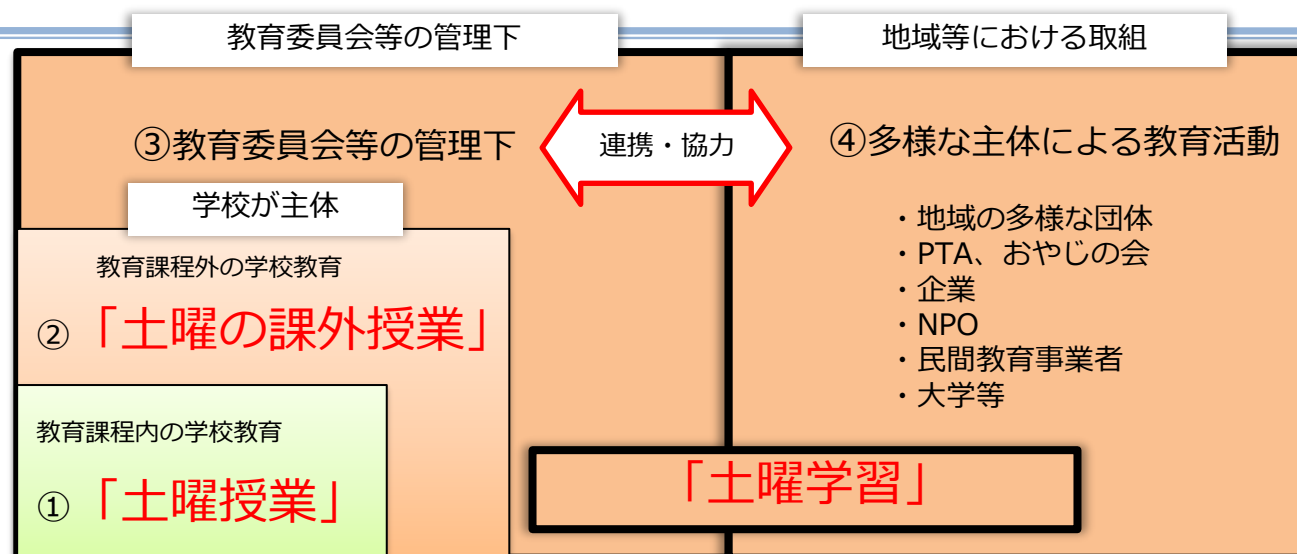 教育委員会等の管理下
地域等における取組
③教育委員会等の管理下
連携・協力
④多様な主体による教育活動
学校が主体
・地域の多様な団体
・PTA、おやじの会
・企業
・NPO
・民間教育事業者
・大学等
教育課程外の学校教育
②「土曜の課外授業」
教育課程内の学校教育
①「土曜授業」
「土曜学習」